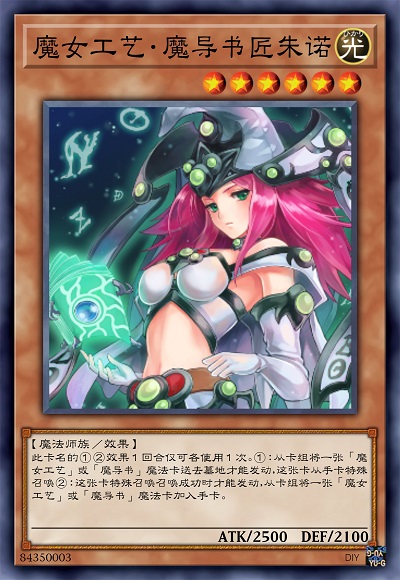 魔女工艺·魔导书匠朱诺
光
ひかり
【魔法师族／效果】
此卡名的①②效果1回合仅可各使用1次。①：从卡组将一张「魔
女工艺」或「魔导书」魔法卡送去墓地才能发动，这张卡从手卡特殊
召唤②：这张卡特殊召唤召唤成功时才能发动，从卡组将一张「魔女
工艺」或「魔导书」魔法卡加入手卡。
ATK/2500 DEF/2100
84350003
DIY